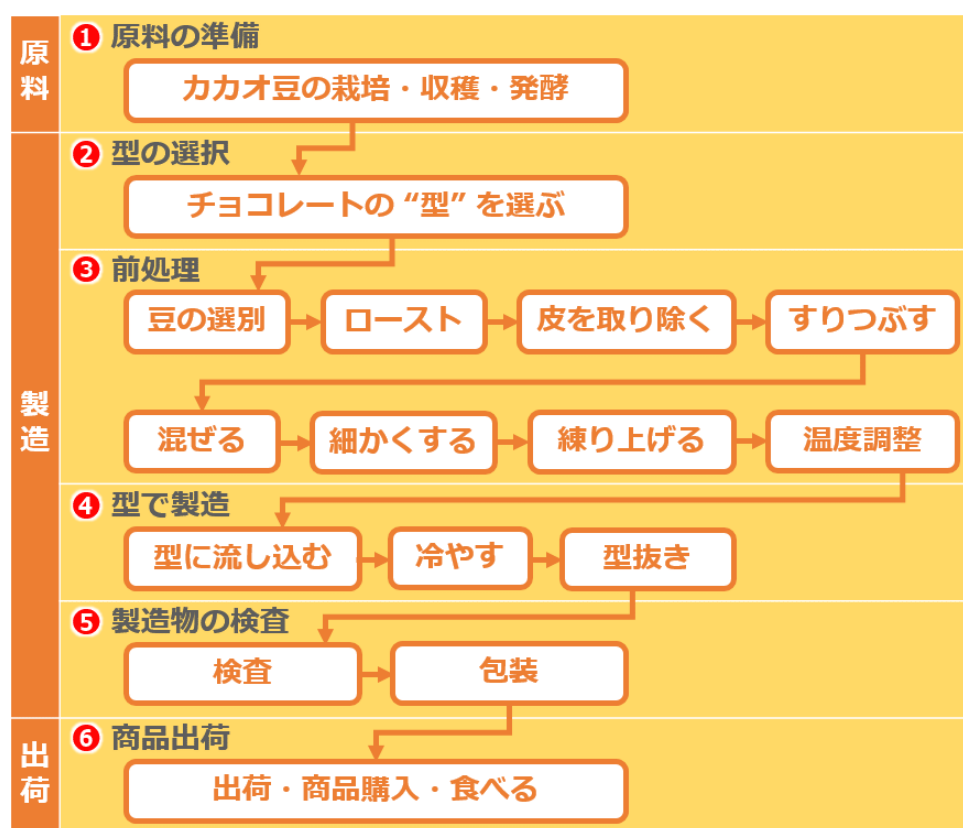 原料
❶ 原料の準備
カカオ豆の栽培・収穫・発酵
製造
❷ 型の選択
チョコレートの “型” を選ぶ
❸ 前処理
豆の選別
ロースト
皮を取り除く
すりつぶす
混ぜる
細かくする
練り上げる
温度調整
❹ 型で製造
型に流し込む
冷やす
型抜き
❺ 製造物の検査
検査
包装
出荷
❻ 商品出荷
出荷・商品購入・食べる